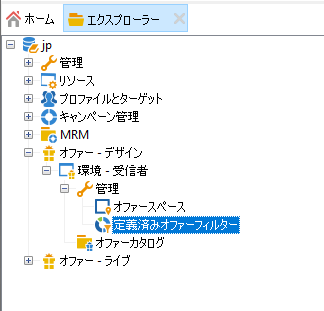 ホーム
エクスプローラー
jp
管理
リソース
プロファイルとターゲット
キャンペーン管理
MRM
オファー - デザイン
環境 - 受信者
管理
オファースペース
定義済みオファーフィルター
オファーカタログ
オファー - ライブ